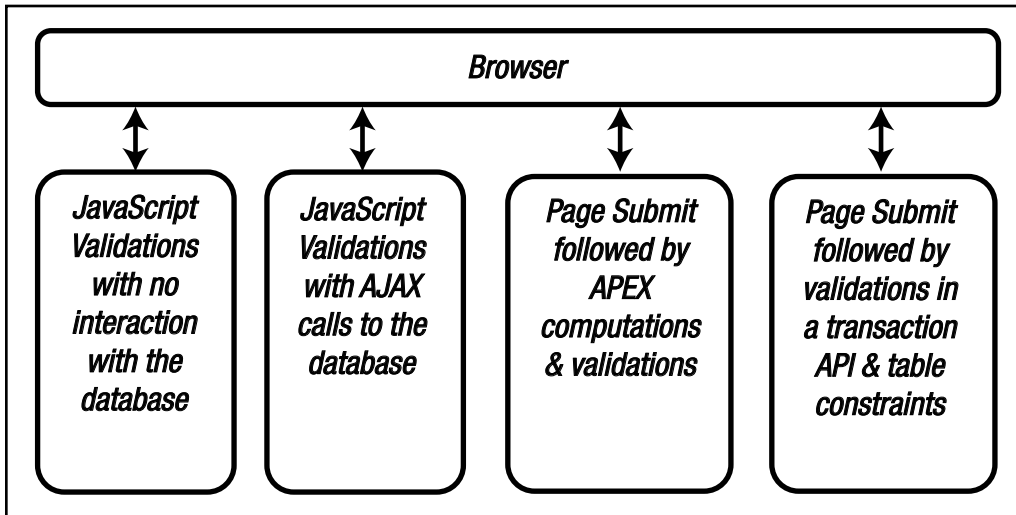 Browser
JavaScript
Validations
with no
interaction
with the
database
JavaScript
Validations
with AJAX
calls to the
database
Page Submit
followed by
APEX
computations
& validations
Page Submit
followed by
validations in
a transaction
API & table
constraints